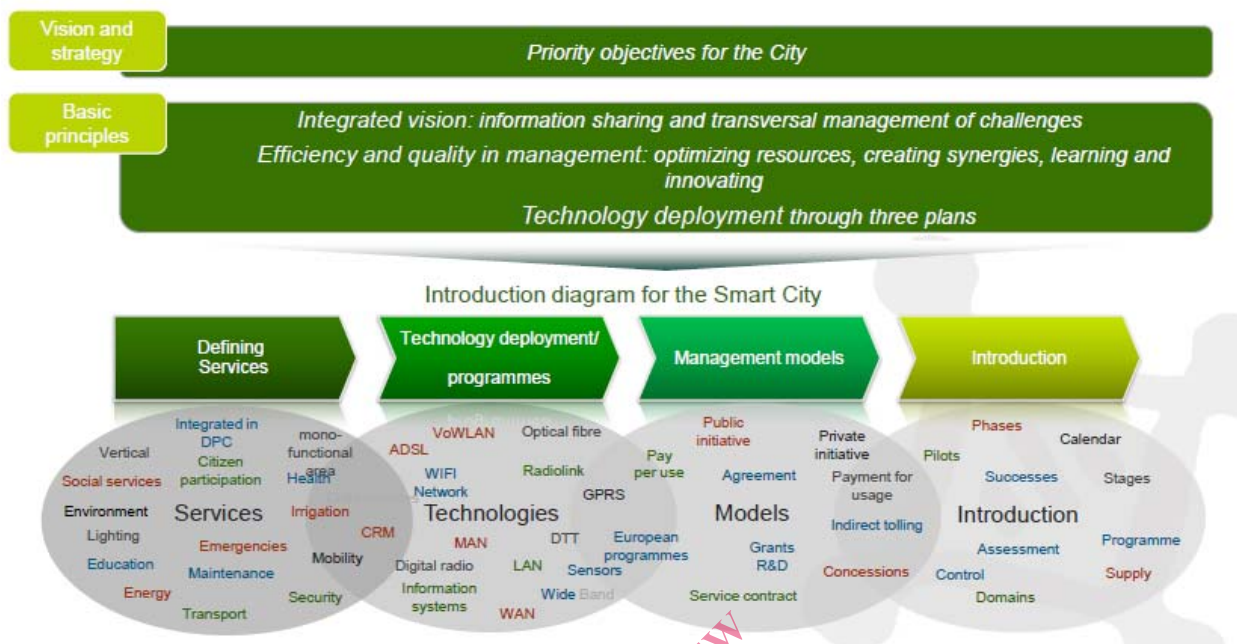 Vision and
strategy
Priority objectives for the City
Basic
principles
Integrated vision: information sharing and transversal management of challenges
Efficiency and quality in management: optimizing resources, creating synergies, learning and
innovating
Technology deployment through three plans
Introduction diagram for the Smart City
Defining
Services
Technology deployment/
programmes
Management models
Introduction
Vertical
Integrated in
DPC
Citizen
participation
mono-
functional
area
Health
Social services
Environment
Services
Irrigation
Lighting
Emergencies
CRM
Mobility
Education
Maintenance
Energy
Security
Transport
ADSL
VoWLAN
Optical fibre
WIFI
Network
Radiolink
GPRS
Technologies
MAN
DTT
Digital radio
LAN
Sensors
Information
systems
Wide Band
WAN
Public
initiative
Private
initiative
Pay
per use
Agreement
Payment for
usage
Models
Indirect tolling
European
programmes
Grants
R&D
Concessions
Service contract
Phases
Calendar
Pilots
Successes
Stages
Introduction
Assessment
Programme
Control
Supply
Domains